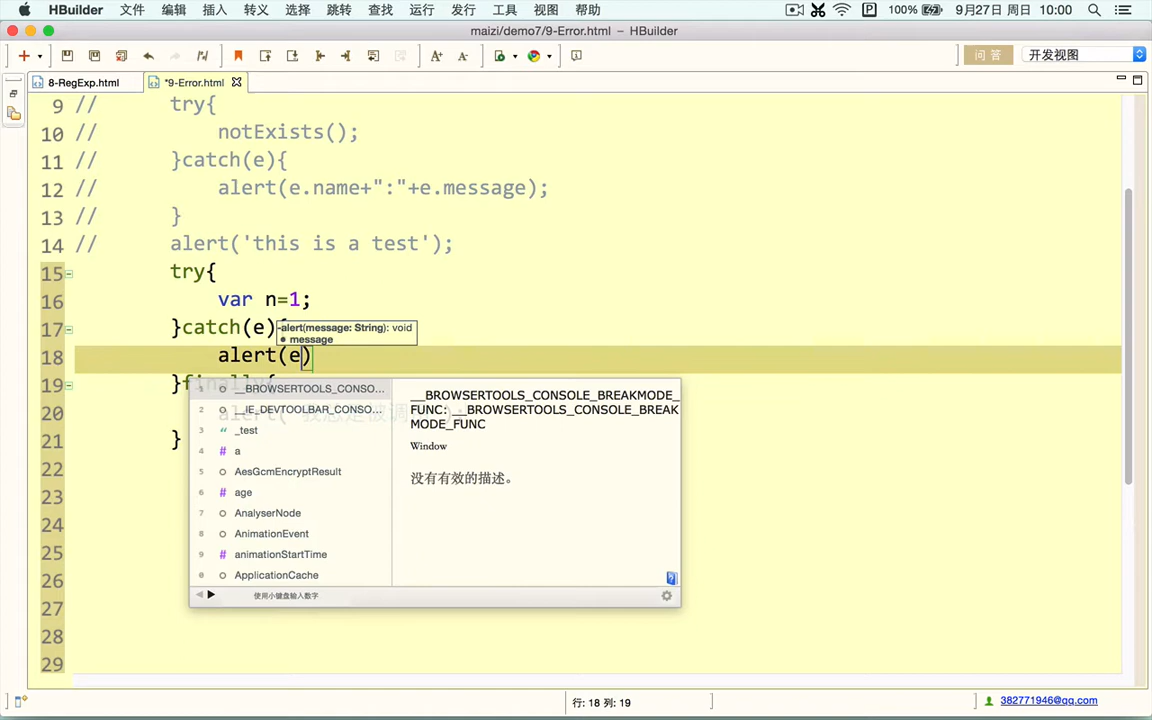 HBuilder 文件 编辑 插入 转义 选择 跳转 查找 运行 发行 工具 视图 帮助 100% 9月27日 周日 10:00
maizi/demo7/9-Error.html – HBuilder
问 答 开发视图
8-RegExp.html *9-Error.html
9 // try{
10 // notExists();
11 // }catch(e){
12 // alert(e.name+":"+e.message);
13 // }
14 // alert('this is a test');
15 try{
16 var n=1;
17 }catch(e){
alert(message: String): void
message
18 alert(e)
19 }finally{
20
21 }
22
23
24
25
26
27
28
29
1 __BROWSERTOOLS_CONSO...
2 __IE_DEVTOOLBAR_CONSO...
3 _test
4 a
5 AesGcmEncryptResult
6 age
7 AnalyserNode
8 AnimationEvent
9 animationStartTime
0 ApplicationCache
使用小键盘输入数字
__BROWSERTOOLS_CONSOLE_BREAKMODE_
FUNC: __BROWSERTOOLS_CONSOLE_BREAK
MODE_FUNC
Window
没有有效的描述。
行: 18 列: 19
382771946@qq.com